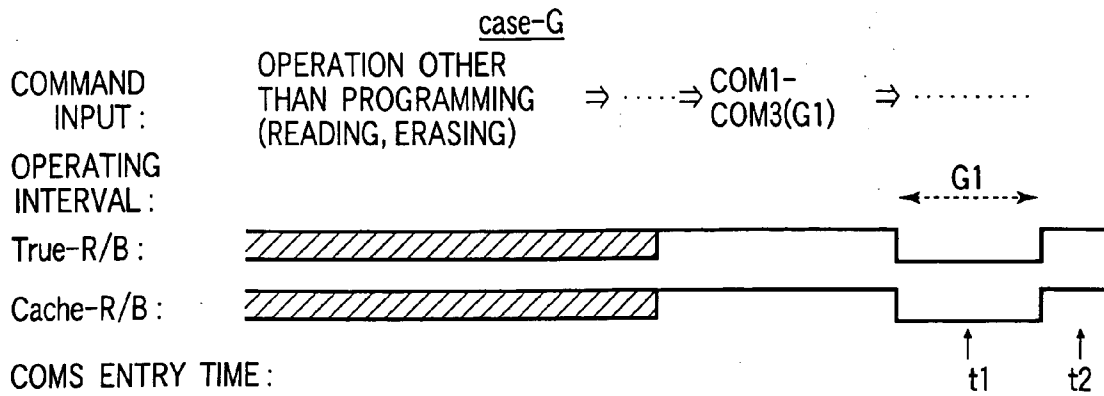 case-G
COMMAND INPUT :
OPERATION OTHER
THAN PROGRAMMING
(READING, ERASING)
⇒ ····· ⇒
COM1-
COM3(G1)
⇒ ·········
OPERATING
INTERVAL :
G1
True-R/B :
Cache-R/B :
t1 t2
COMS ENTRY TIME :